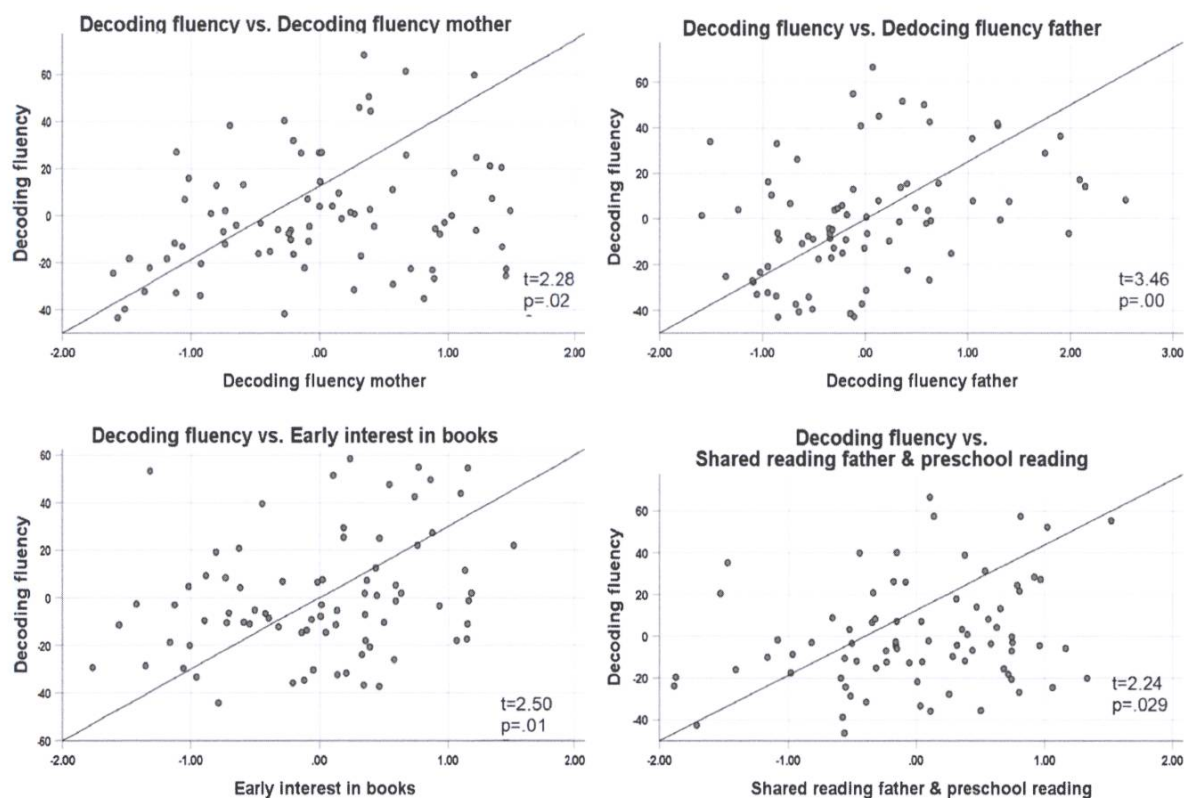 Decoding fluency vs. Decoding fluency mother
Decoding fluency
60
40
20
0
-20
-40
t=2.28
p=.02
-2.00
-1.00
.00
1.00
2.00
Decoding fluency mother
Decoding fluency vs. Dedocing fluency father
Decoding fluency
60
40
20
0
-20
-40
t=3.46
p=.00
-2.00
-1.00
.00
1.00
2.00
3.00
Decoding fluency father
Decoding fluency vs. Early interest in books
Decoding fluency
60
40
20
0
-20
-40
-60
t=2.50
p=.01
-2.00
-1.00
.00
1.00
2.00
Early interest in books
Decoding fluency vs.
Shared reading father & preschool reading
Decoding fluency
60
40
20
0
-20
-40
t=2.24
p=.029
-2.00
-1.00
.00
1.00
2.00
Shared reading father & preschool reading